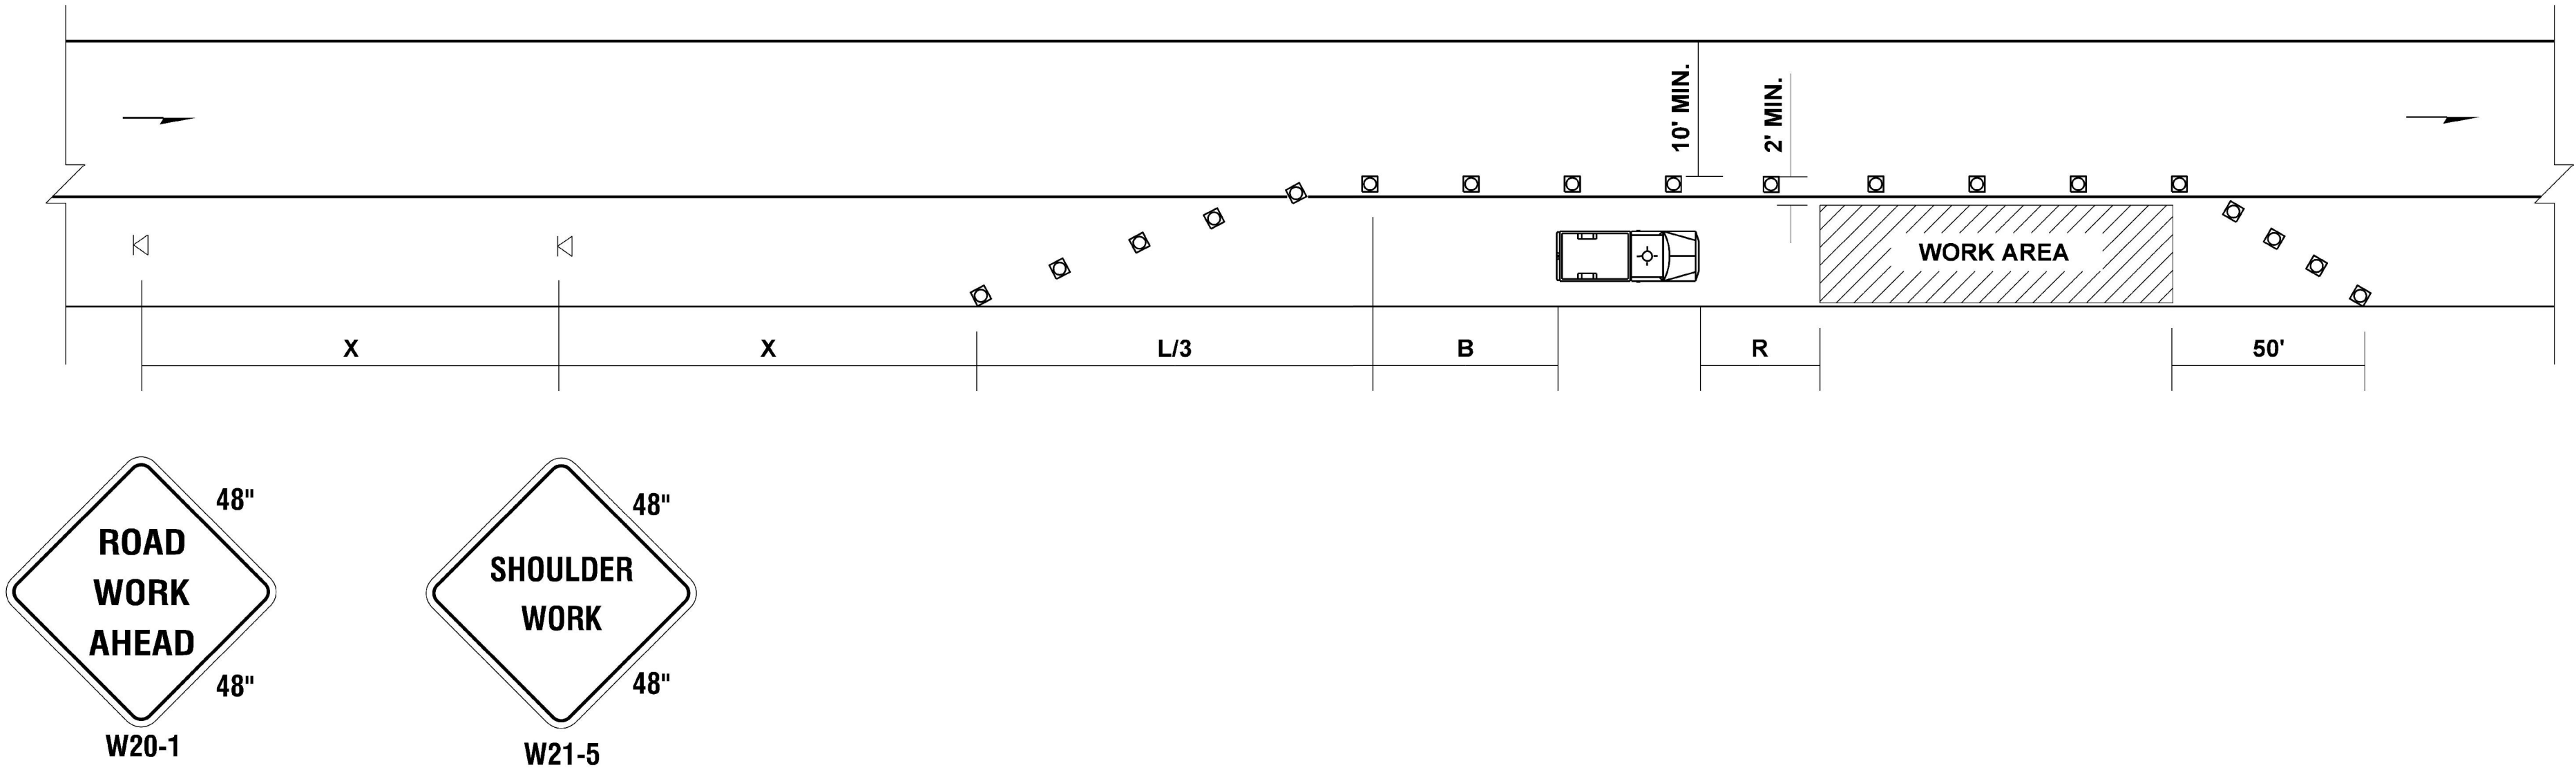 10' MIN.
2' MIN.
WORK AREA
X
X
L/3
B
R
50'
ROAD
WORK
AHEAD
48"
48"
W20-1
SHOULDER
WORK
48"
48"
W21-5